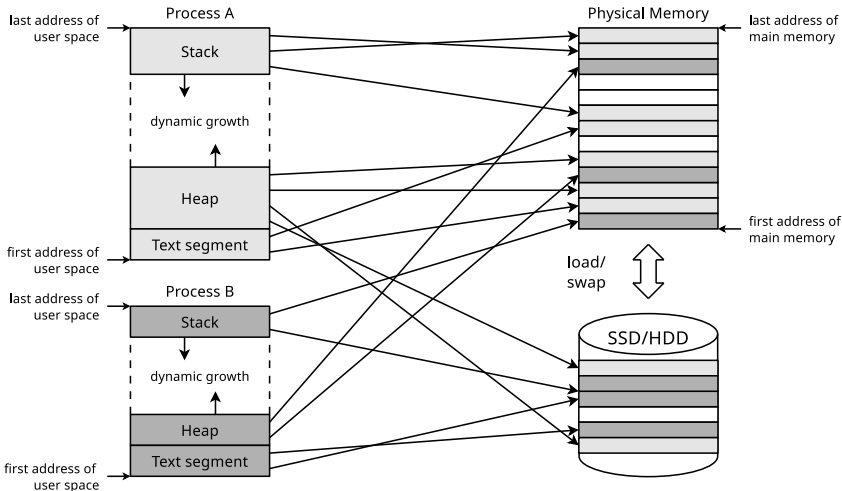 Process A
Physical Memory
last address of
user space
last address of
main memory
Stack
dynamic growth
Heap
Text segment
first address of
user space
first address of
main memory
load/
swap
Process B
last address of
user space
Stack
SSD/HDD
dynamic growth
Heap
Text segment
first address of
user space